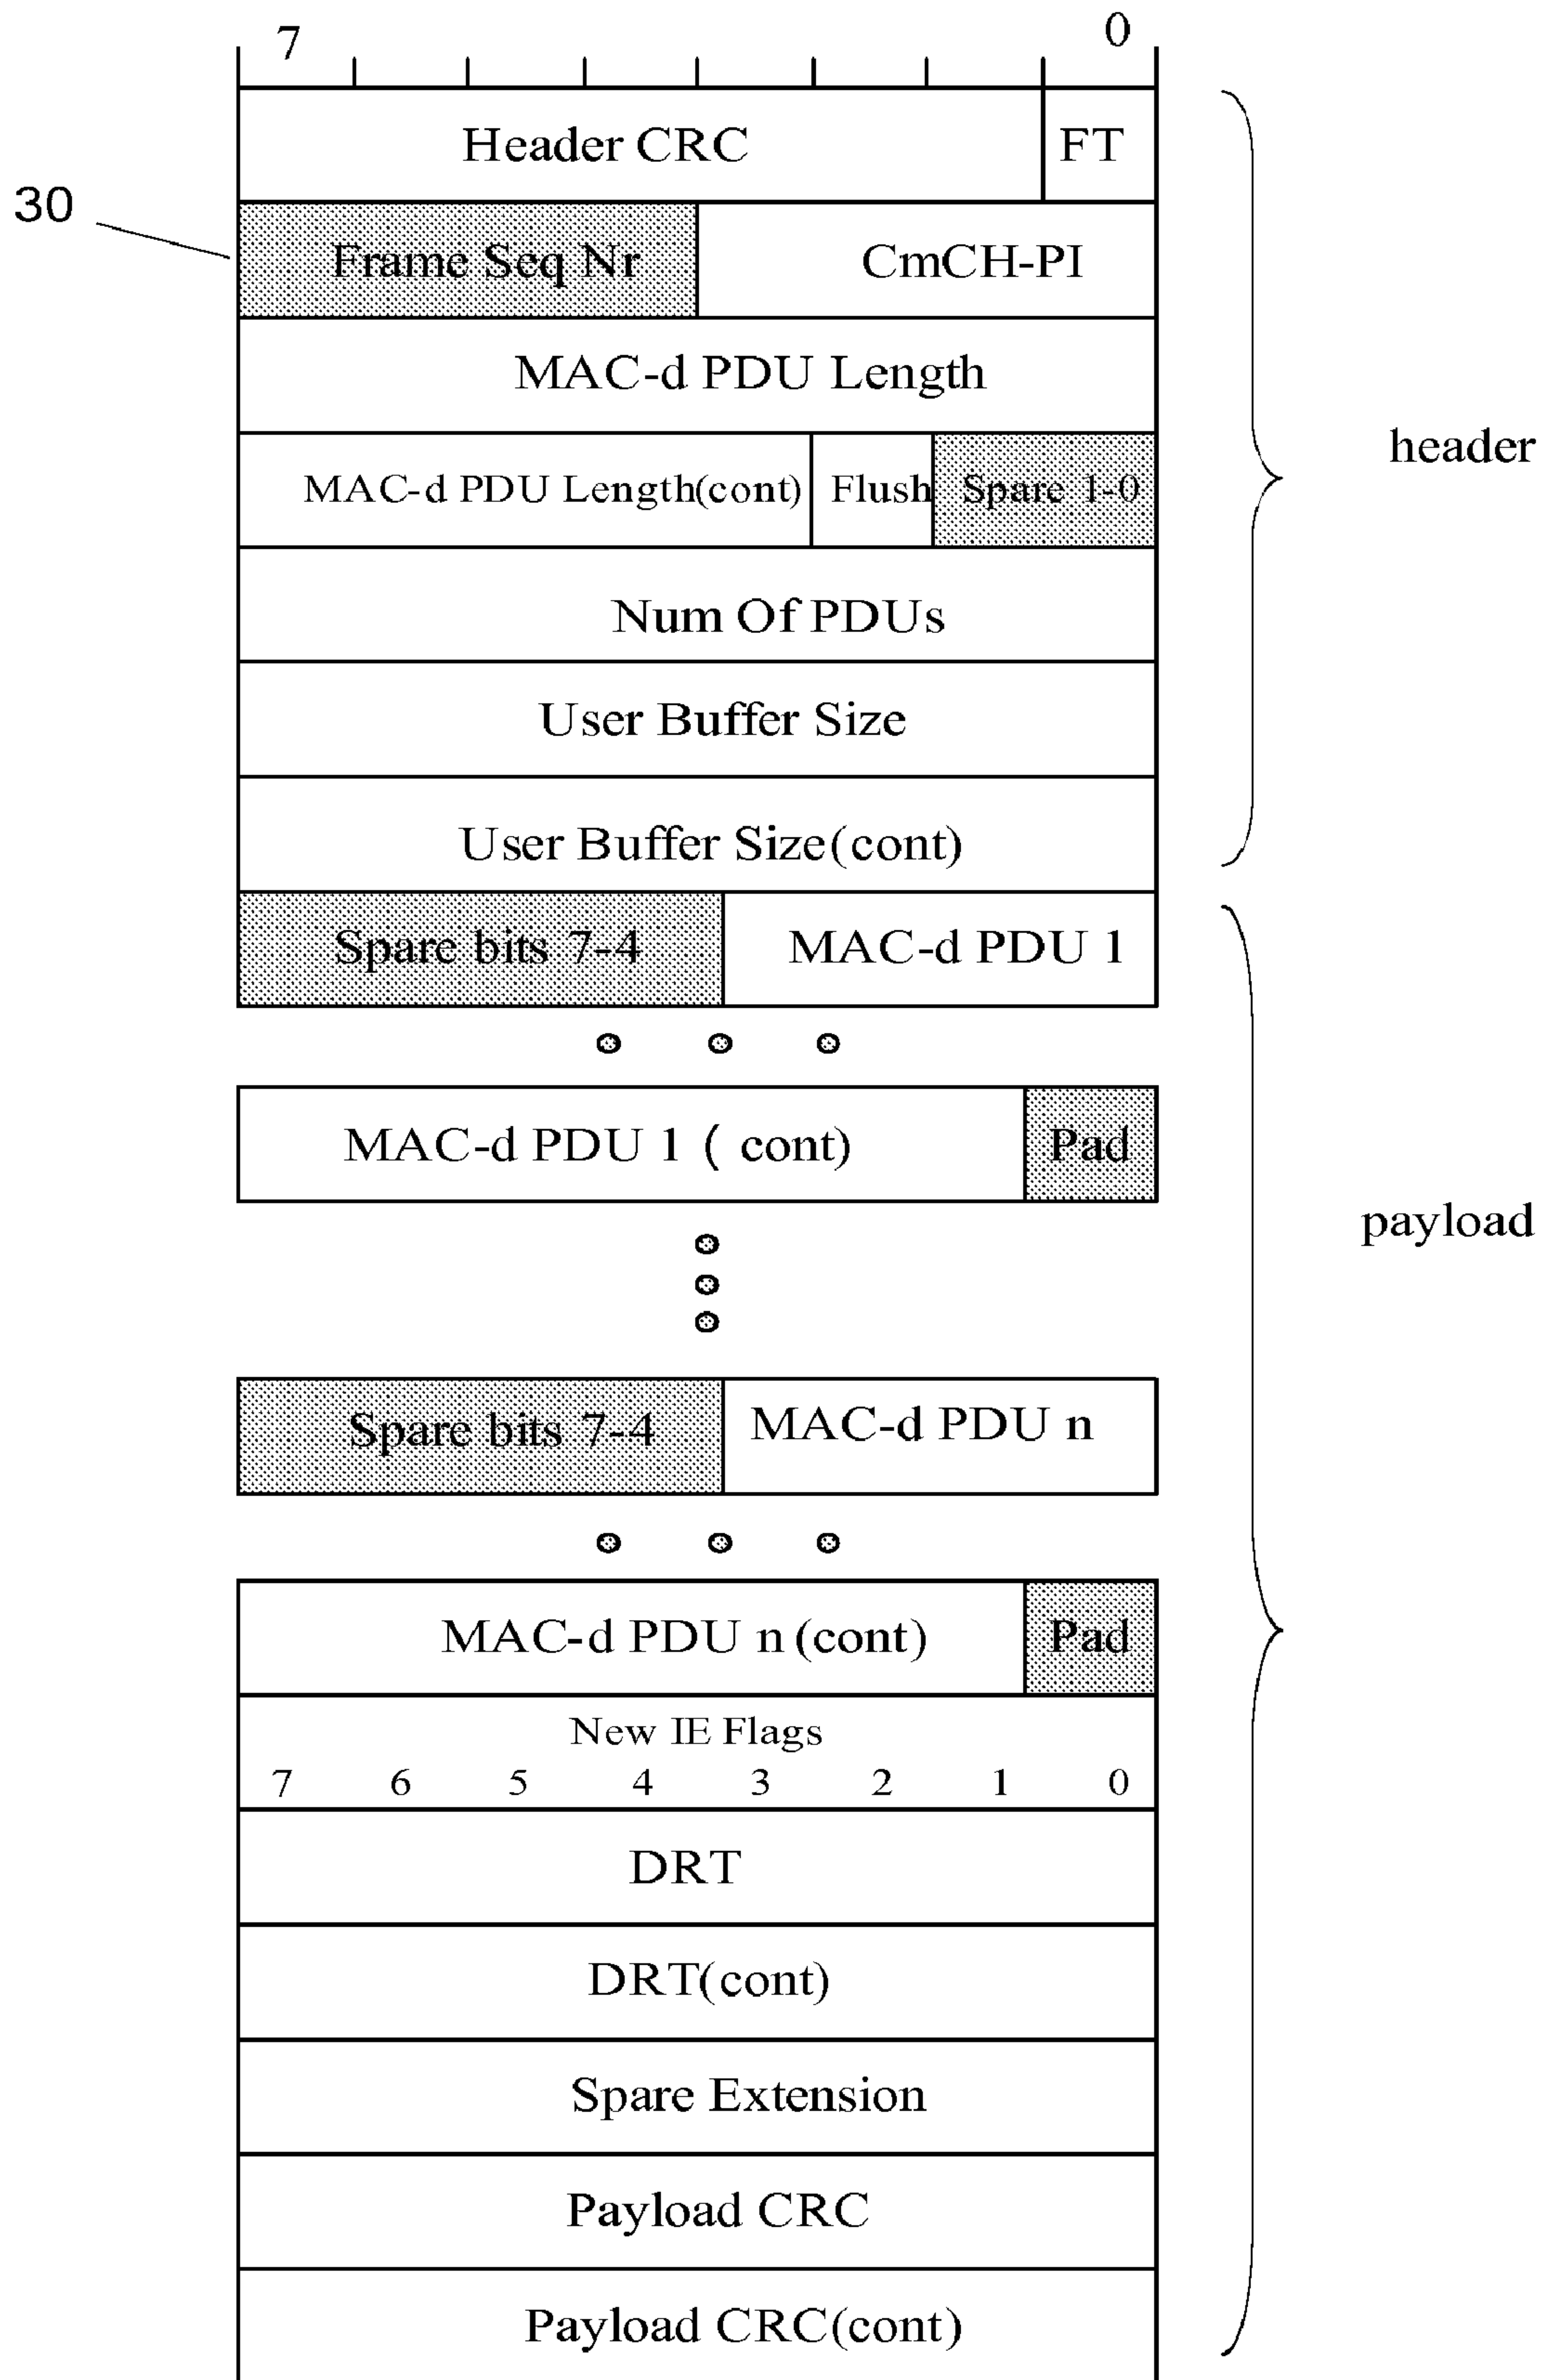 7 0
Header CRC FT
30
Frame Seq Nr CmCH-PI
MAC-d PDU Length
header
MAC-d PDU Length(cont) Flush Spare 1-0
Num Of PDUs
User Buffer Size
User Buffer Size(cont)
Spare bits 7-4 MAC-d PDU 1
MAC-d PDU 1 ( cont) Pad
payload
Spare bits 7-4 MAC-d PDU n
MAC-d PDU n (cont) Pad
New IE Flags
7 6 5 4 3 2 1 0
DRT
DRT(cont)
Spare Extension
Payload CRC
Payload CRC(cont)